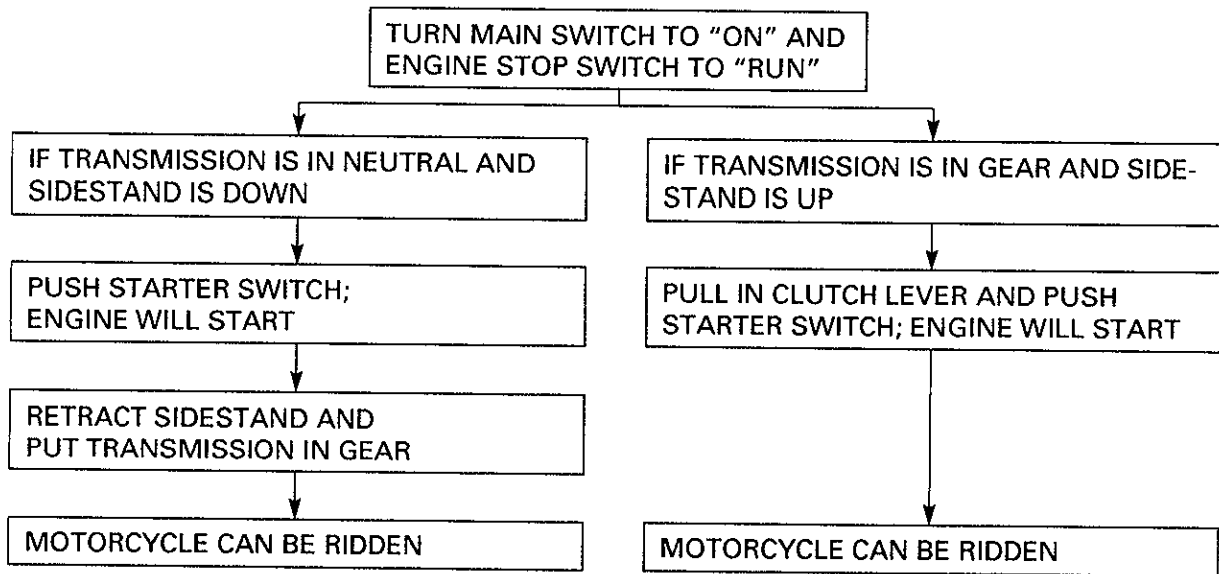 TURN MAIN SWITCH TO “ON” AND
ENGINE STOP SWITCH TO “RUN”
IF TRANSMISSION IS IN NEUTRAL AND
SIDESTAND IS DOWN
PUSH STARTER SWITCH;
ENGINE WILL START
RETRACT SIDESTAND AND
PUT TRANSMISSION IN GEAR
MOTORCYCLE CAN BE RIDDEN
IF TRANSMISSION IS IN GEAR AND SIDE-
STAND IS UP
PULL IN CLUTCH LEVER AND PUSH
STARTER SWITCH; ENGINE WILL START
MOTORCYCLE CAN BE RIDDEN